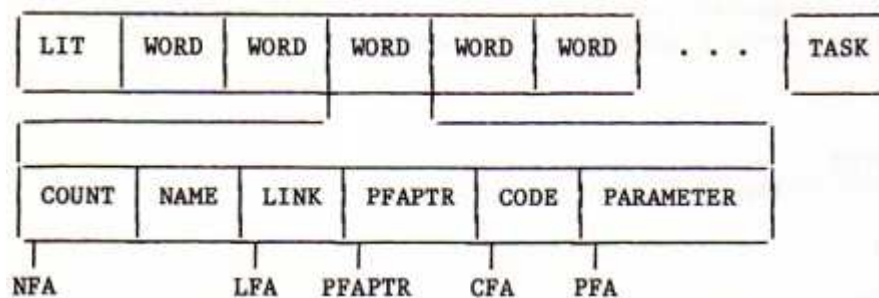 LIT WORD WORD WORD WORD WORD . . . TASK
COUNT NAME LINK PFAPTR CODE PARAMETER
NFA LFA PFAPTR CFA PFA